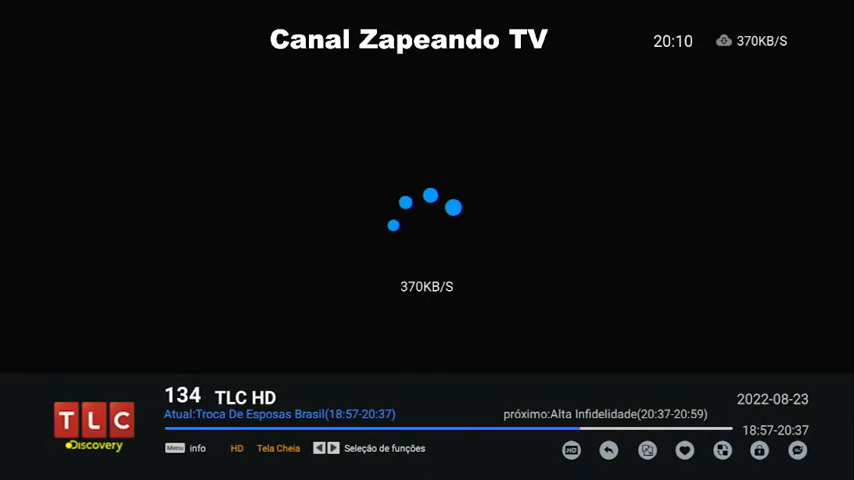 Canal Zapeando TV
20:10
370KB/S
370KB/S
134 TLC HD
2022-08-23
Atual:Troca De Esposas Brasil(18:57-20:37)
próximo:Alta Infidelidade(20:37-20:59)
18:57-20:37
TLC
Discovery
Menu info HD Tela Cheia Seleção de funções
HD